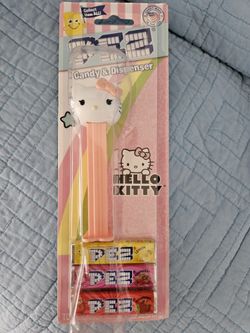 Collect
them ALL!
PEZ
Candy & Dispenser
HELLO
KITTY
PEZ
PEZ
PEZ